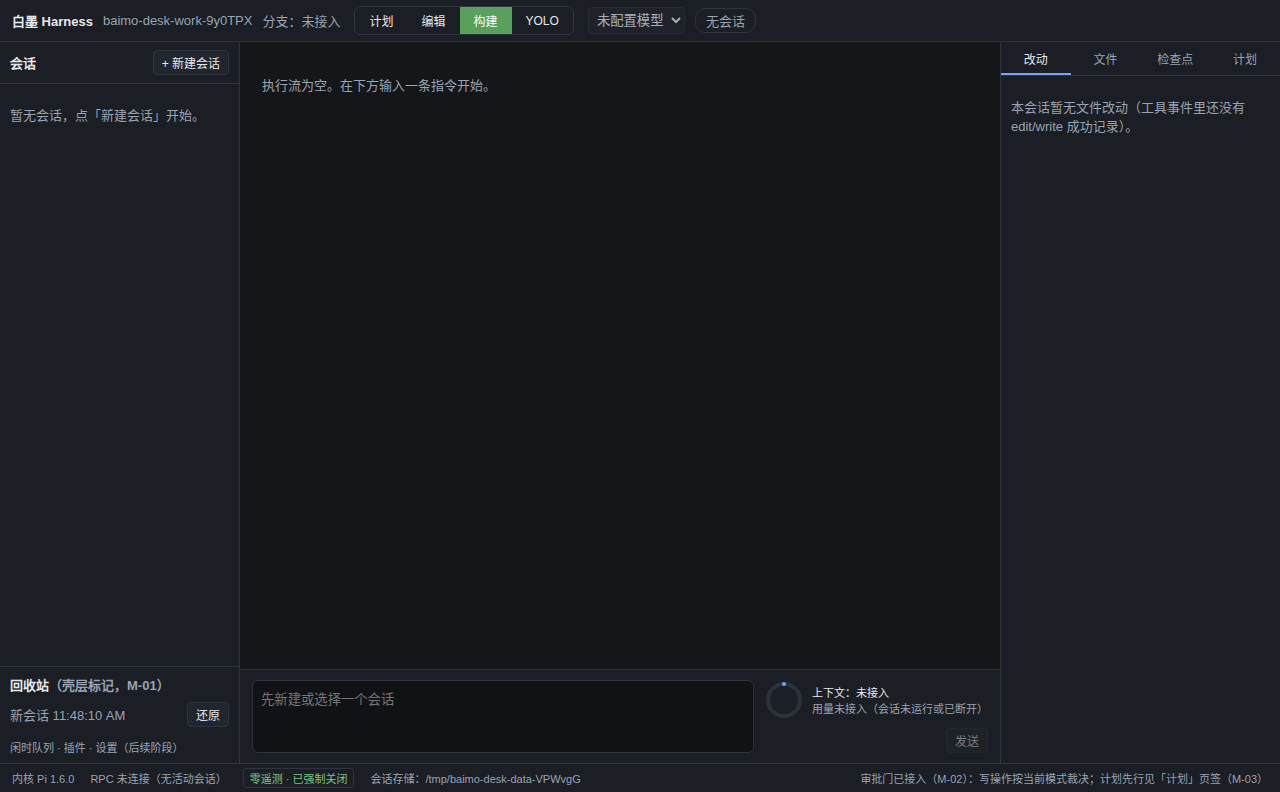 白墨 Harness baimo-desk-work-9y0TPX 分支：未接入 计划 编辑 构建 YOLO 未配置模型 无会话
会话 + 新建会话
暂无会话，点「新建会话」开始。
执行流为空。在下方输入一条指令开始。
改动 文件 检查点 计划
本会话暂无文件改动（工具事件里还没有
edit/write 成功记录）。
回收站（壳层标记，M-01）
新会话 11:48:10 AM 还原
闲时队列 · 插件 · 设置（后续阶段）
先新建或选择一个会话
上下文：未接入
用量未接入（会话未运行或已断开）
发送
内核 Pi 1.6.0 RPC 未连接（无活动会话） 零遥测 · 已强制关闭 会话存储：/tmp/baimo-desk-data-VPWvgG 审批门已接入（M-02）：写操作按当前模式裁决；计划先行见「计划」页签（M-03）